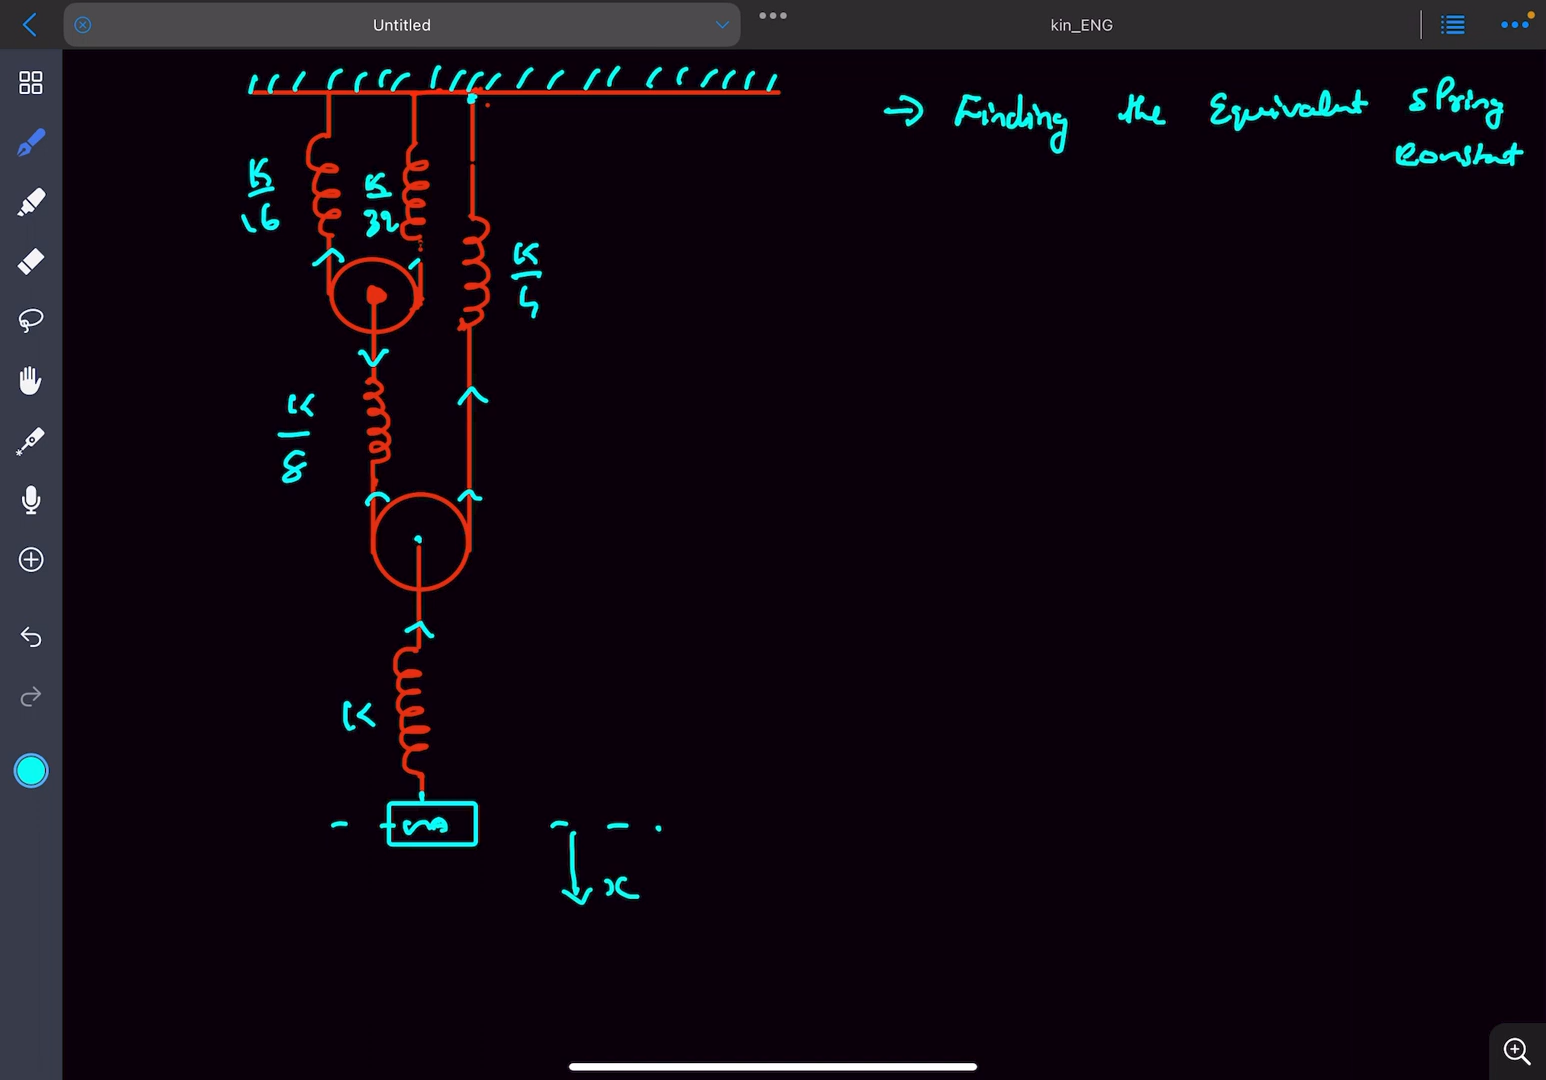 Untitled
kin_ENG
→ Finding the Equivalent Spring
Constant
K/16
K/32
K/4
K/8
K
m
x